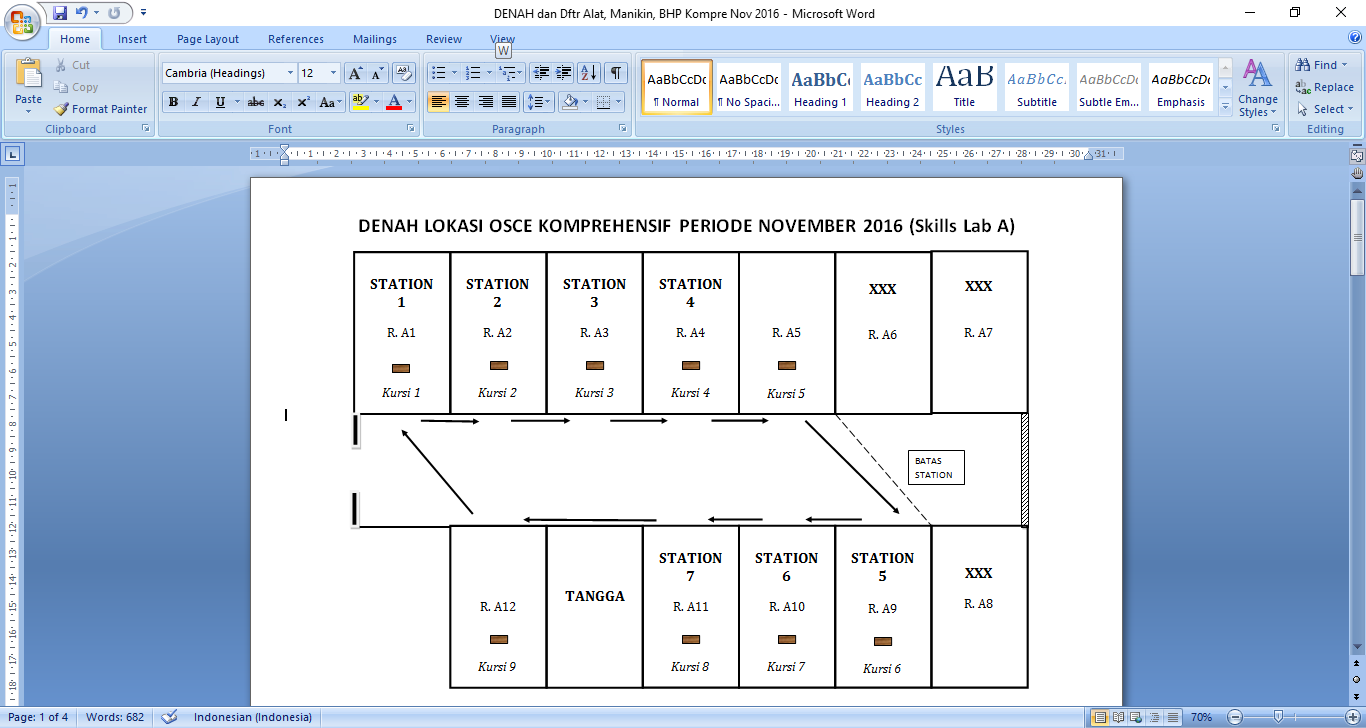 DENAH dan Dftr Alat, Manikin, BHP Kompre Nov 2016 - Microsoft Word
Home Insert Page Layout References Mailings Review View
W
Paste
Cut
Copy
Format Painter
Clipboard
Cambria (Headings) 12
Font
Paragraph
AaBbCcDc AaBbCcDc AaBbC AaBbCc AaB AaBbCc. AaBbCcDc AaBbCcDc
¶ Normal ¶ No Spaci... Heading 1 Heading 2 Title Subtitle Subtle Em... Emphasis
Change
Styles
Styles
Find
Replace
Select
Editing
DENAH LOKASI OSCE KOMPREHENSIF PERIODE NOVEMBER 2016 (Skills Lab A)
STATION
1
R. A1
Kursi 1
STATION
2
R. A2
Kursi 2
STATION
3
R. A3
Kursi 3
STATION
4
R. A4
Kursi 4
R. A5
Kursi 5
XXX
R. A6
XXX
R. A7
BATAS
STATION
R. A12
Kursi 9
TANGGA
STATION
7
R. A11
Kursi 8
STATION
6
R. A10
Kursi 7
STATION
5
R. A9
Kursi 6
XXX
R. A8
Page: 1 of 4 Words: 682 Indonesian (Indonesia) 70%